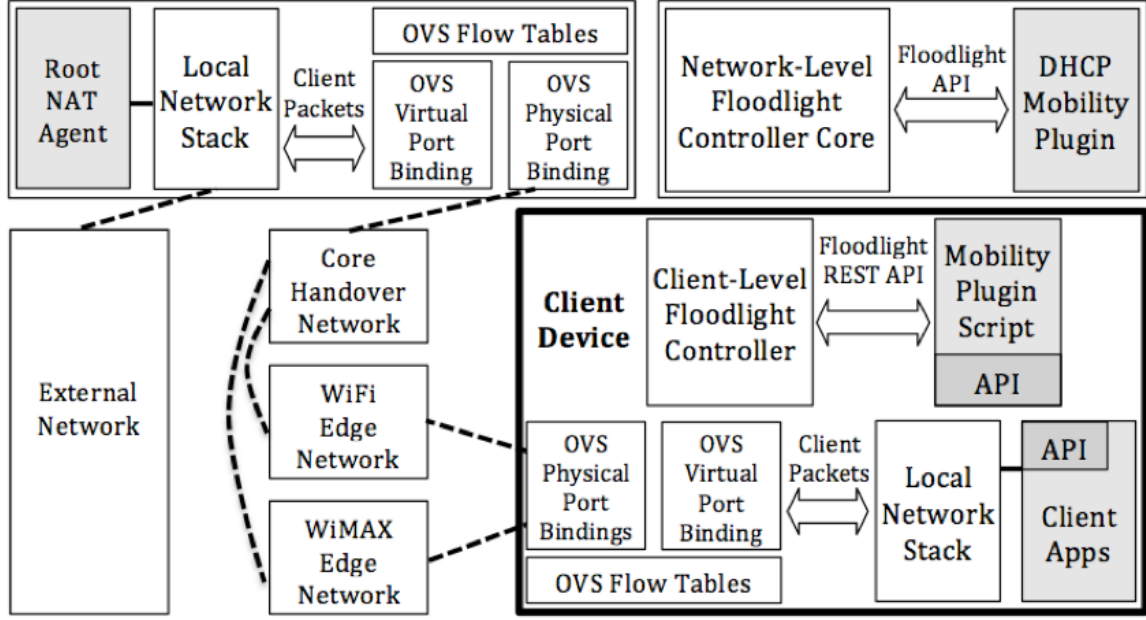 Root
NAT
Agent
Local
Network
Stack
Client
Packets
OVS Flow Tables
OVS
Virtual
Port
Binding
OVS
Physical
Port
Binding
Network-Level
Floodlight
Controller Core
Floodlight
API
DHCP
Mobility
Plugin
External
Network
Core
Handover
Network
WiFi
Edge
Network
WiMAX
Edge
Network
Client
Device
Client-Level
Floodlight
Controller
Floodlight
REST API
Mobility
Plugin
Script
API
OVS
Physical
Port
Bindings
OVS
Virtual
Port
Binding
OVS Flow Tables
Client
Packets
Local
Network
Stack
API
Client
Apps